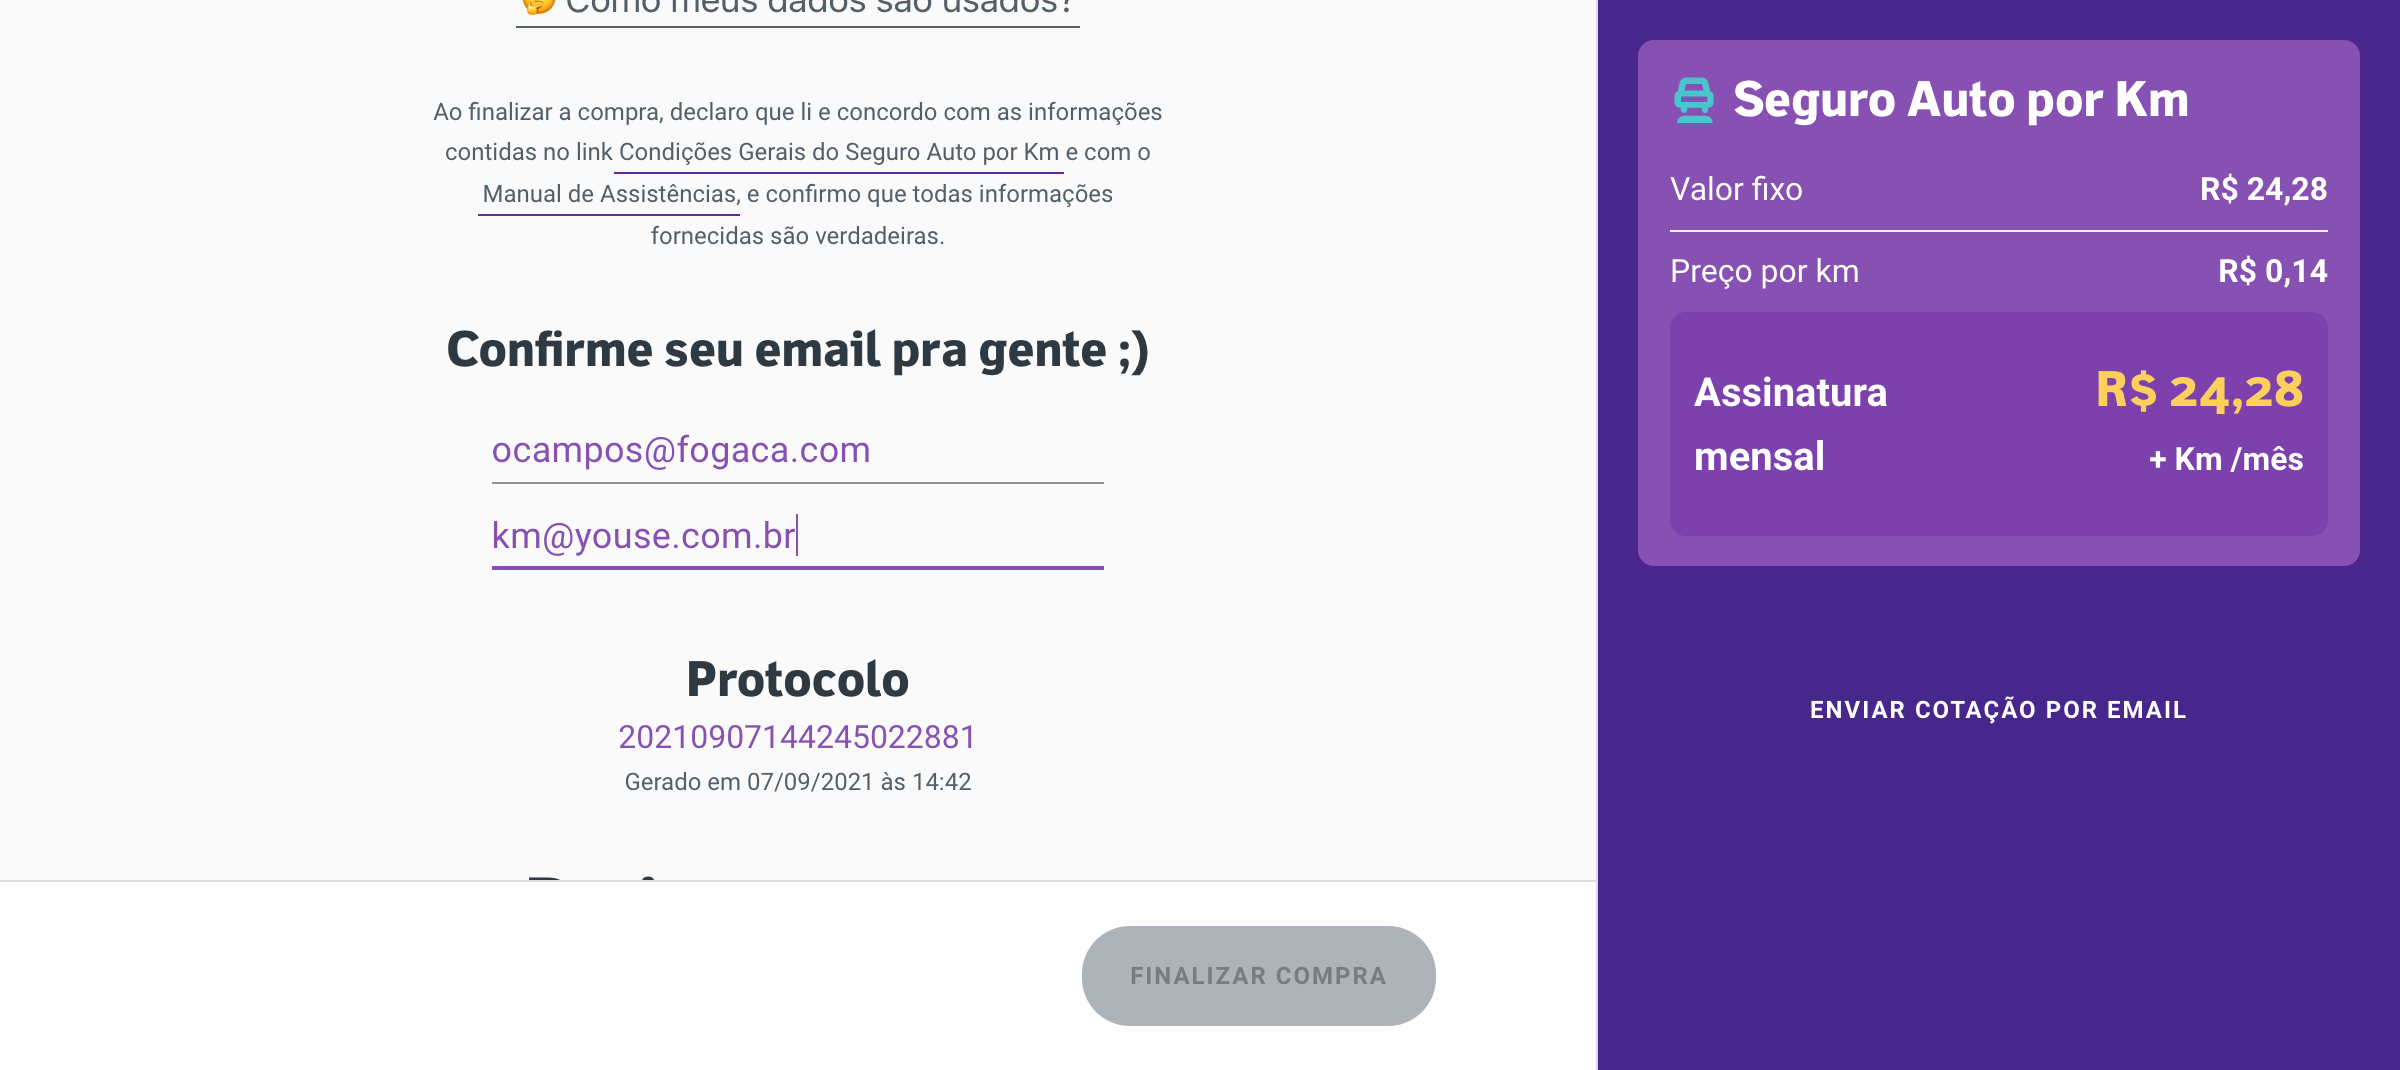 Como meus dados são usados?
Ao finalizar a compra, declaro que li e concordo com as informações
contidas no link Condições Gerais do Seguro Auto por Km e com o
Manual de Assistências, e confirmo que todas informações
fornecidas são verdadeiras.
Confirme seu email pra gente ;)
ocampos@fogaca.com
km@youse.com.br
Protocolo
20210907144245022881
Gerado em 07/09/2021 às 14:42
FINALIZAR COMPRA
Seguro Auto por Km
Valor fixo R$ 24,28
Preço por km R$ 0,14
Assinatura R$ 24,28
mensal + Km /mês
ENVIAR COTAÇÃO POR EMAIL